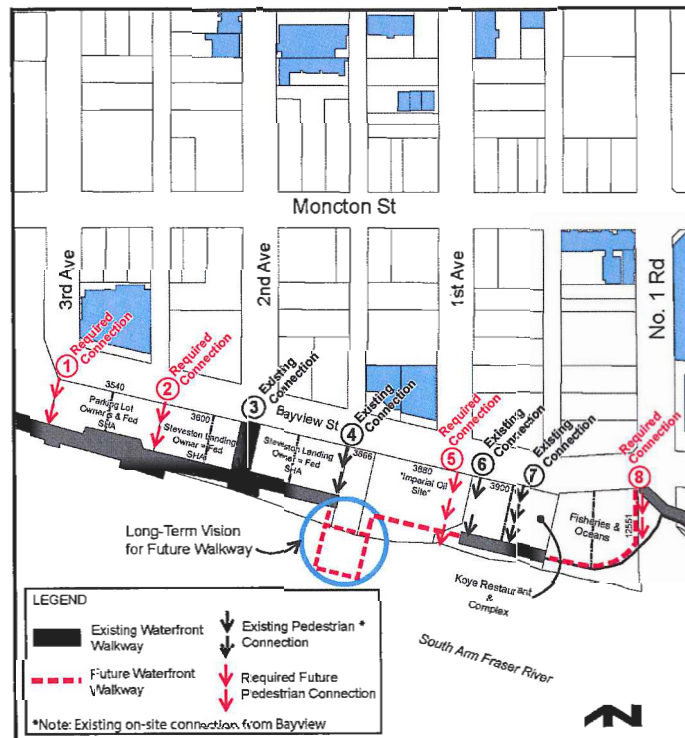 Moncton St
3rd Ave
2nd Ave
1st Ave
No. 1 Rd
1
Required
Connection
2
Required
Connection
3
Existing
Connection
4
Existing
Connection
5
Required
Connection
6
Existing
Connection
7
Existing
Connection
8
Required
Connection
Bayview St
3540
Parking Lot
Owner's & Fed
SHA
3600
Steveston Landing
Owner = Fed
SHA
Steveston Landing
Owner = Fed
SHA
3866
3880
"Imperial Oil
Site"
3900
Fisheries &
Oceans
12551
Koye Restaurant
&
Complex
Long-Term Vision
for Future Walkway
South Arm Fraser River
N
LEGEND
Existing Waterfront
Walkway
Existing Pedestrian *
Connection
Future Waterfront
Walkway
Required Future
Pedestrian Connection
*Note: Existing on-site connection from Bayview